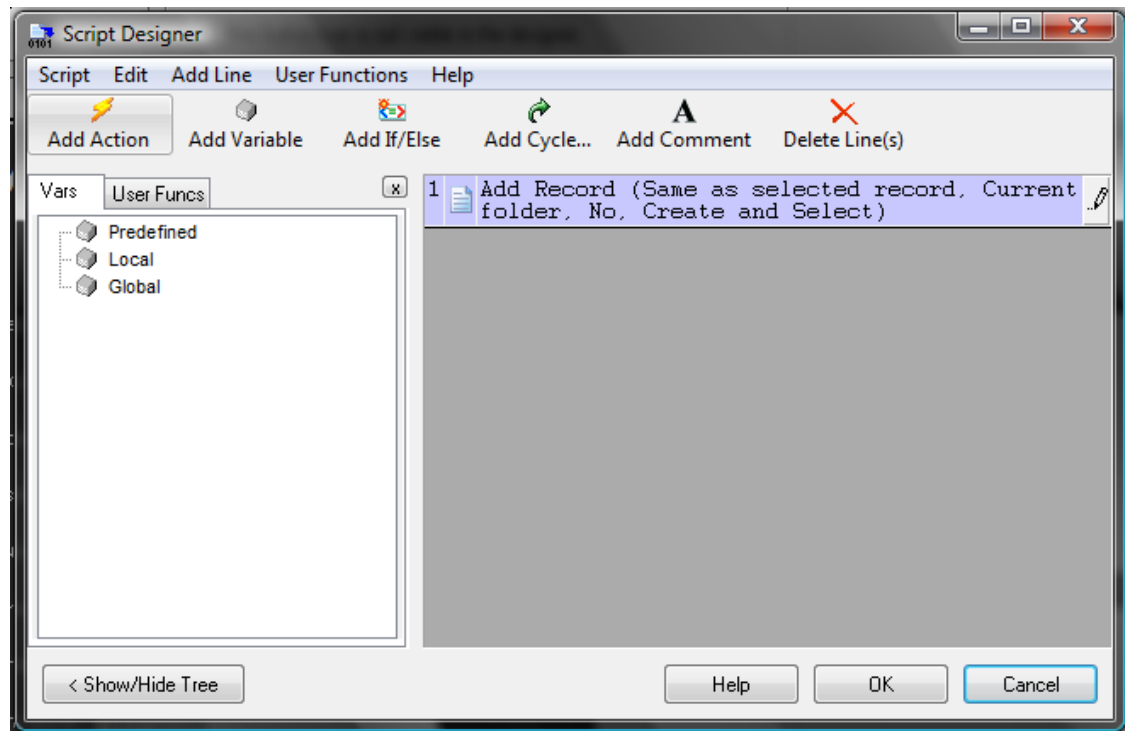 Script Designer
0101
Script Edit Add Line User Functions Help
Add Action Add Variable Add If/Else Add Cycle... Add Comment Delete Line(s)
Vars User Funcs x
Predefined
Local
Global
1 Add Record (Same as selected record, Current
folder, No, Create and Select)
< Show/Hide Tree Help OK Cancel